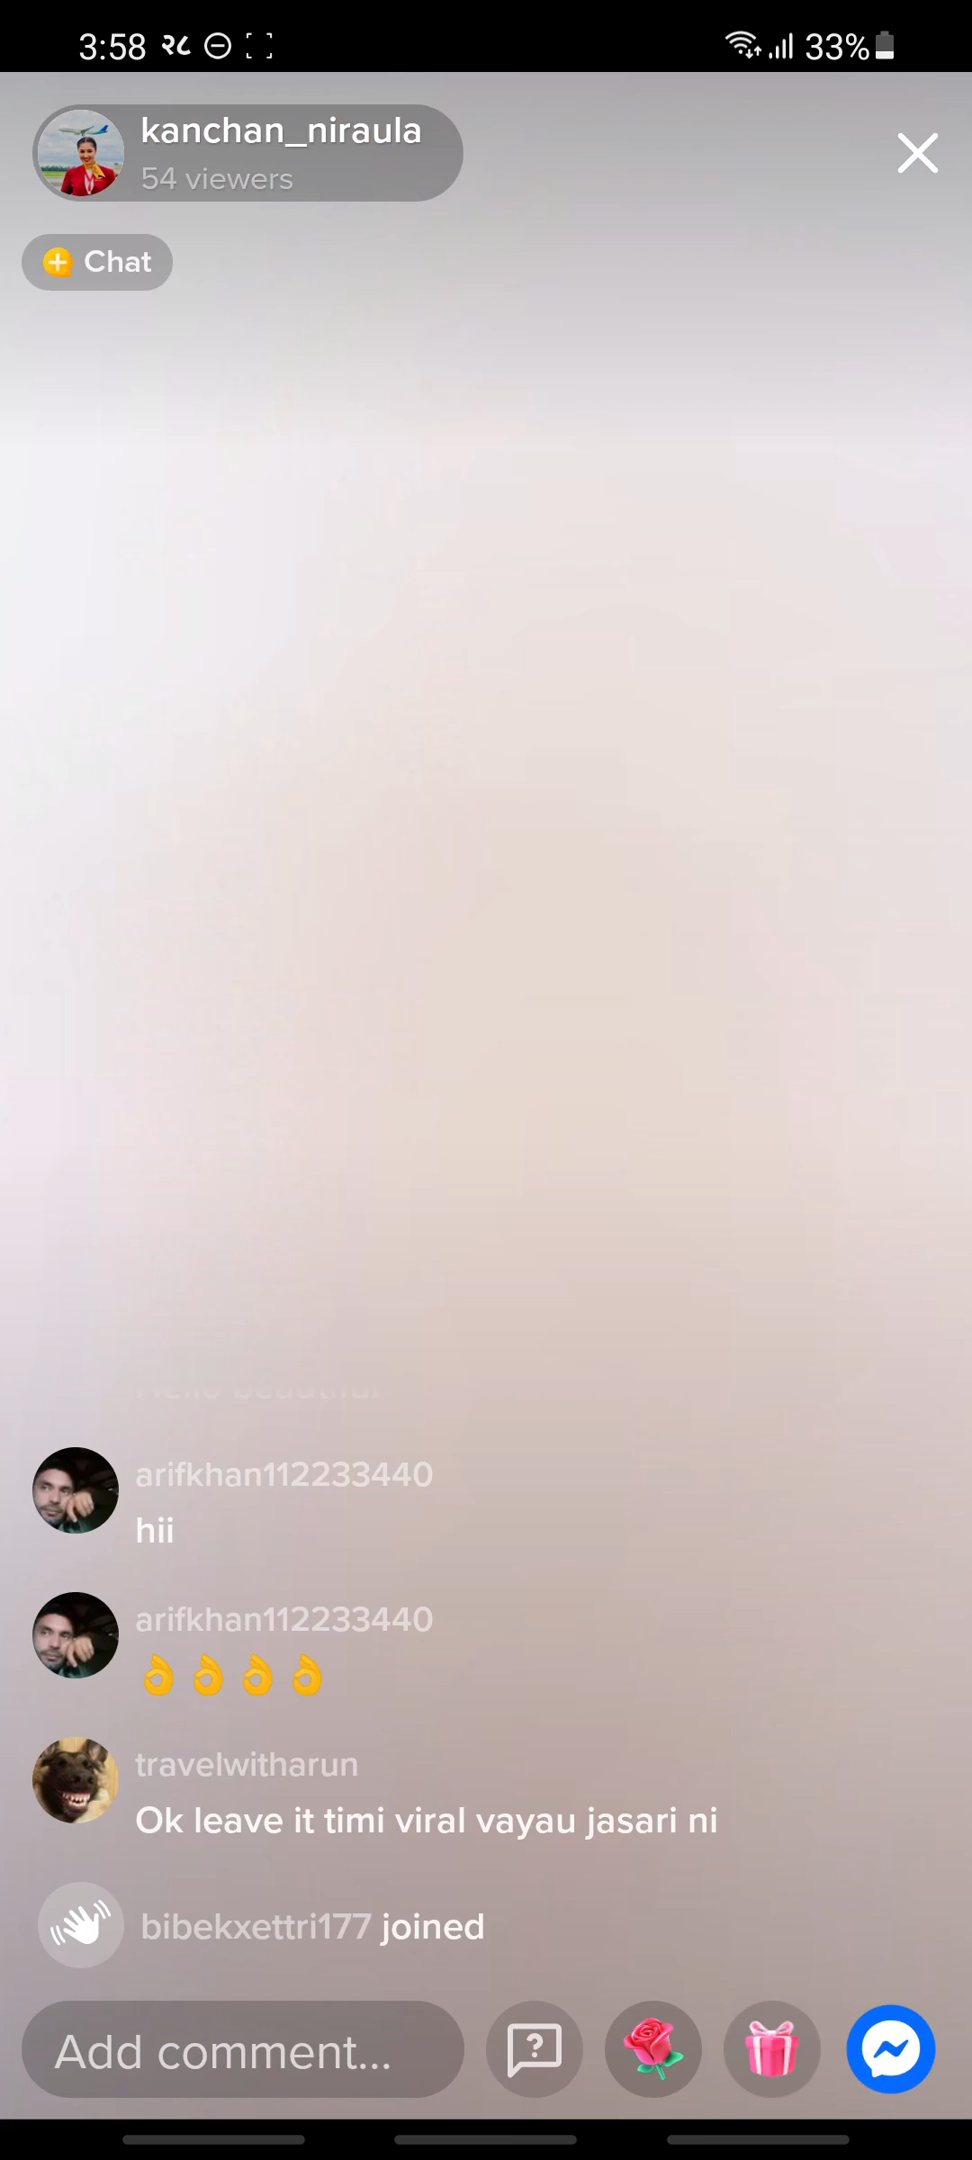 3:58 २८ 33%
kanchan_niraula
54 viewers
Chat
arifkhan112233440
hii
arifkhan112233440
👌👌👌👌
travelwitharun
Ok leave it timi viral vayau jasari ni
bibekxettri177 joined
Add comment...